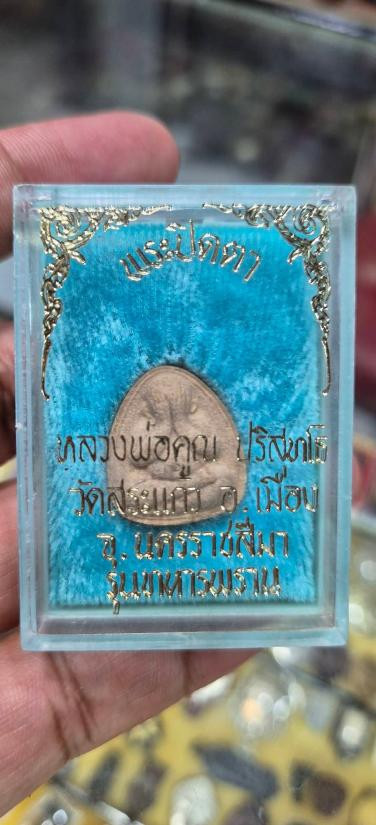 พระปิดตา
หลวงพ่อคูณ ปริสุทโธ
วัดสระแก้ว อ.เมือง
จ.นครราชสีมา
รุ่นทหารพราน